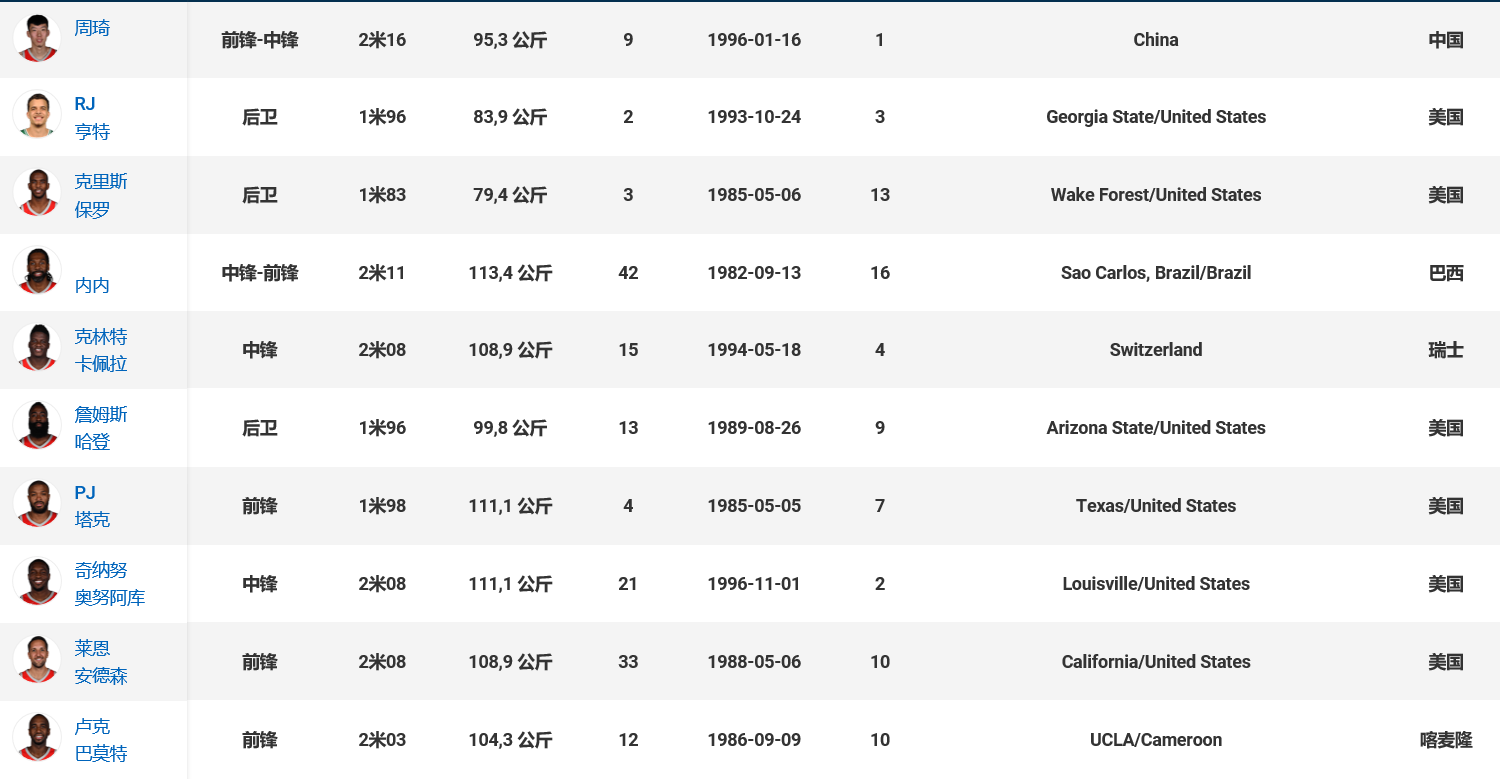 周琦 前锋-中锋 2米16 95,3 公斤 9 1996-01-16 1 China 中国
RJ
亨特 后卫 1米96 83,9 公斤 2 1993-10-24 3 Georgia State/United States 美国
克里斯
保罗 后卫 1米83 79,4 公斤 3 1985-05-06 13 Wake Forest/United States 美国
内内 中锋-前锋 2米11 113,4 公斤 42 1982-09-13 16 Sao Carlos, Brazil/Brazil 巴西
克林特
卡佩拉 中锋 2米08 108,9 公斤 15 1994-05-18 4 Switzerland 瑞士
詹姆斯
哈登 后卫 1米96 99,8 公斤 13 1989-08-26 9 Arizona State/United States 美国
PJ
塔克 前锋 1米98 111,1 公斤 4 1985-05-05 7 Texas/United States 美国
奇纳努
奥努阿库 中锋 2米08 111,1 公斤 21 1996-11-01 2 Louisville/United States 美国
莱恩
安德森 前锋 2米08 108,9 公斤 33 1988-05-06 10 California/United States 美国
卢克
巴莫特 前锋 2米03 104,3 公斤 12 1986-09-09 10 UCLA/Cameroon 喀麦隆